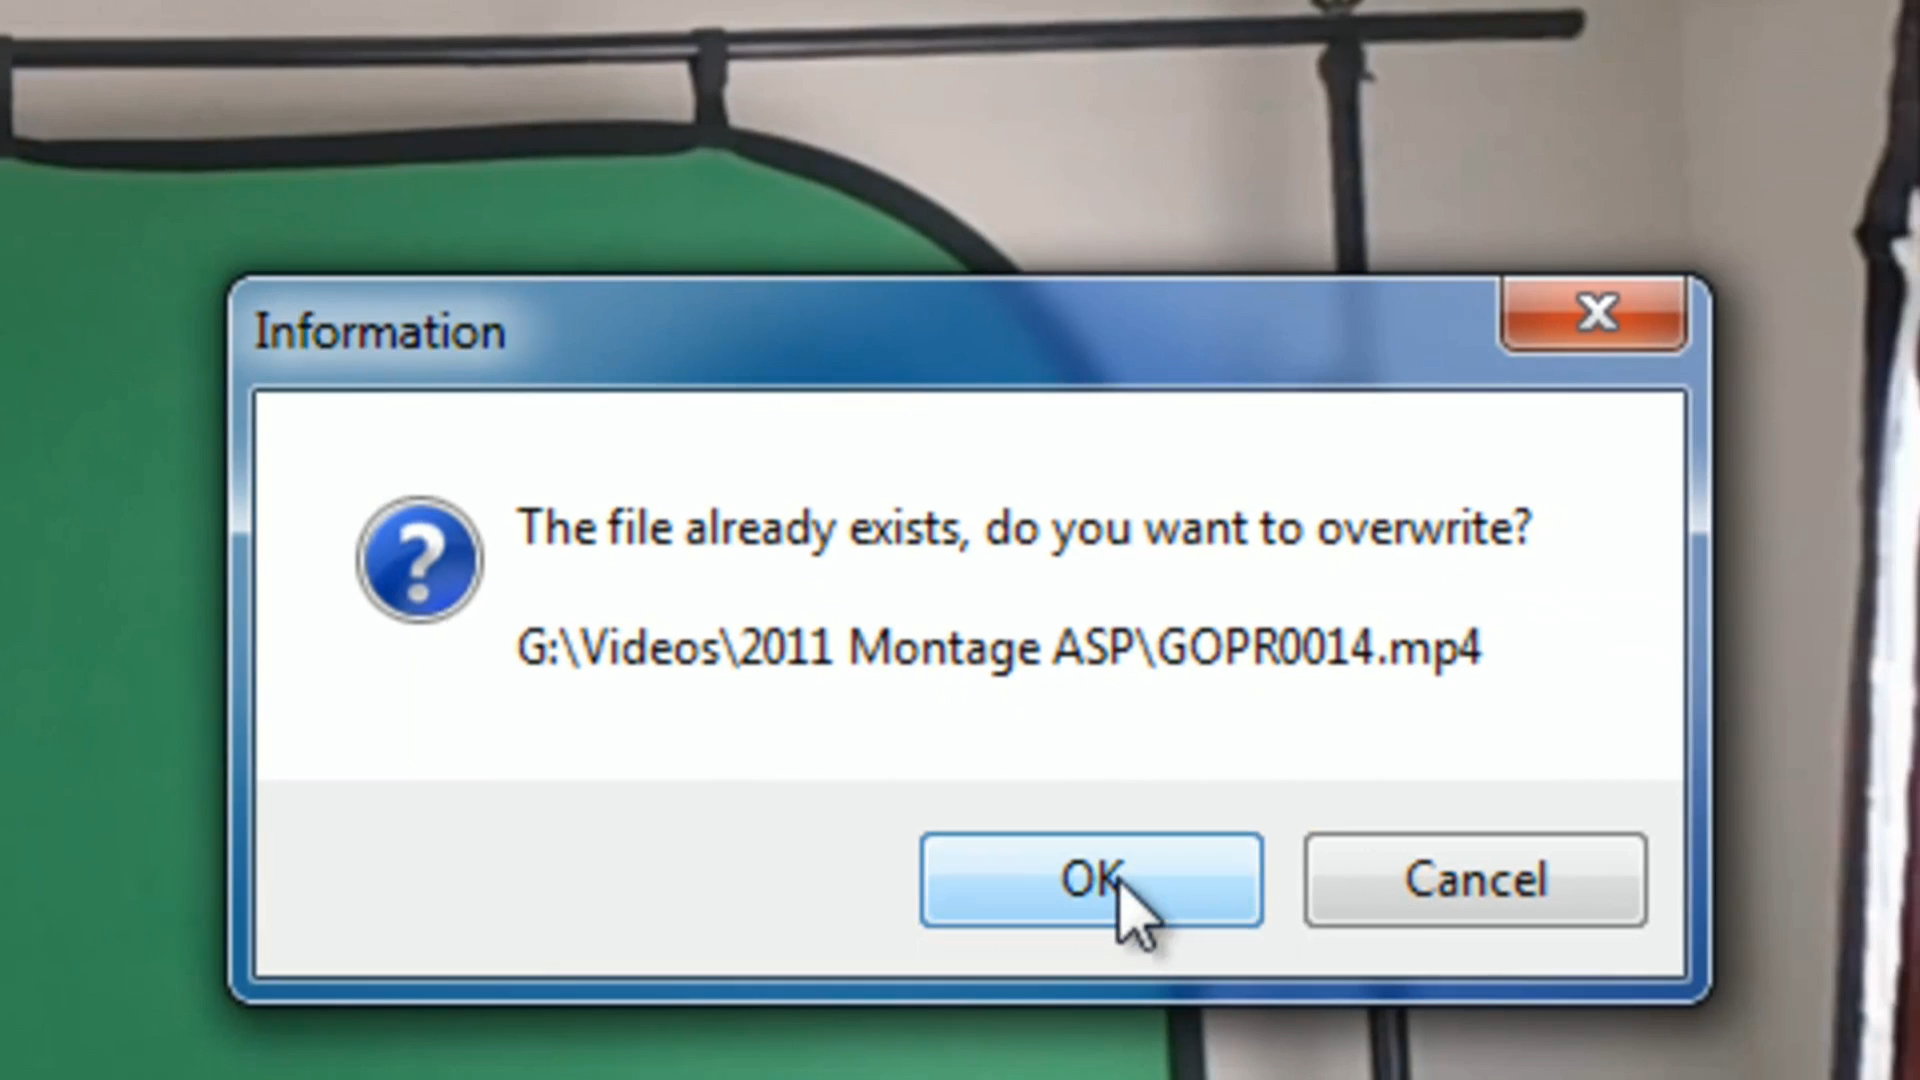 Information
The file already exists, do you want to overwrite?
G:\Videos\2011 Montage ASP\GOPR0014.mp4
OK
Cancel